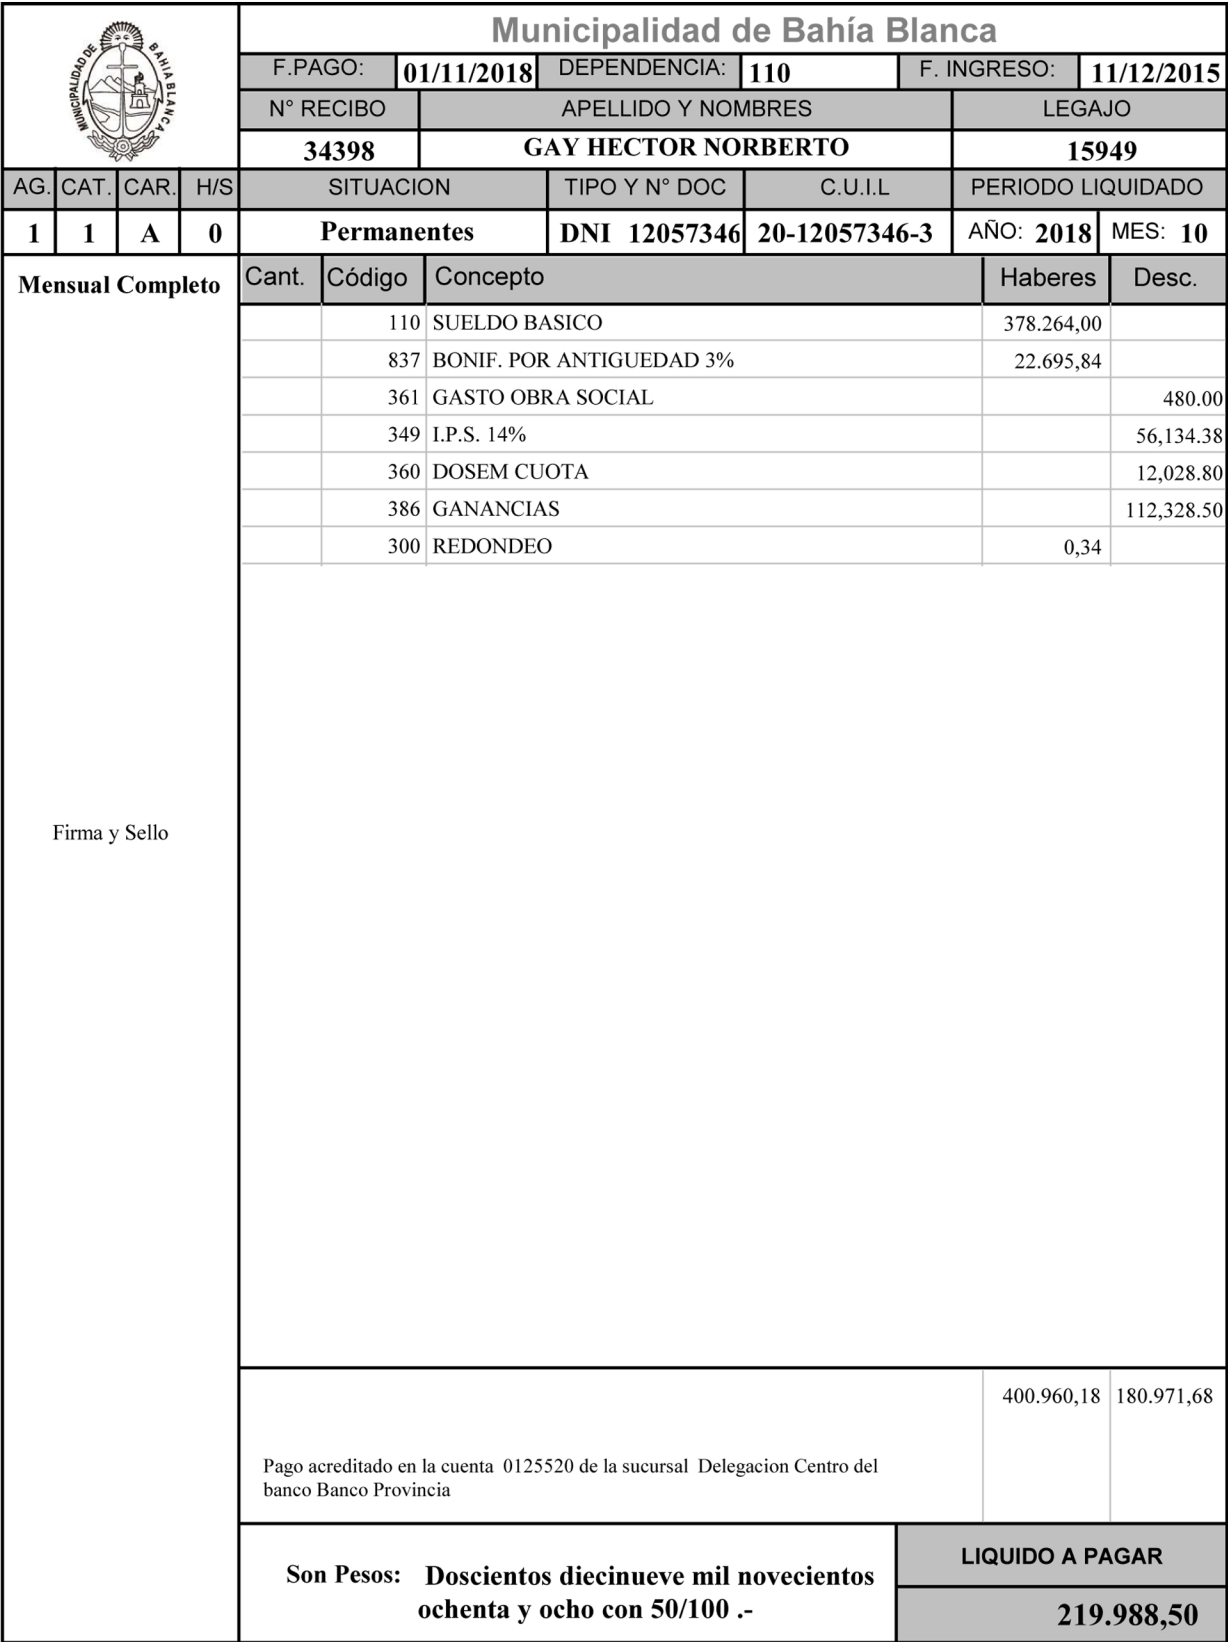 MUNICIPALIDAD DE BAHIA BLANCA
Municipalidad de Bahía Blanca
F.PAGO: 01/11/2018 DEPENDENCIA: 110 F. INGRESO: 11/12/2015
N° RECIBO APELLIDO Y NOMBRES LEGAJO
34398 GAY HECTOR NORBERTO 15949
AG. CAT. CAR. H/S SITUACION TIPO Y N° DOC C.U.I.L PERIODO LIQUIDADO
1 1 A 0 Permanentes DNI 12057346 20-12057346-3 AÑO: 2018 MES: 10
Mensual Completo Cant. Código Concepto Haberes Desc.
110 SUELDO BASICO 378.264,00
837 BONIF. POR ANTIGUEDAD 3% 22.695,84
361 GASTO OBRA SOCIAL 480.00
349 I.P.S. 14% 56,134.38
360 DOSEM CUOTA 12,028.80
386 GANANCIAS 112,328.50
300 REDONDEO 0,34
Firma y Sello
400.960,18 180.971,68
Pago acreditado en la cuenta 0125520 de la sucursal Delegacion Centro del
banco Banco Provincia
LIQUIDO A PAGAR
Son Pesos: Doscientos diecinueve mil novecientos
ochenta y ocho con 50/100 .-
219.988,50